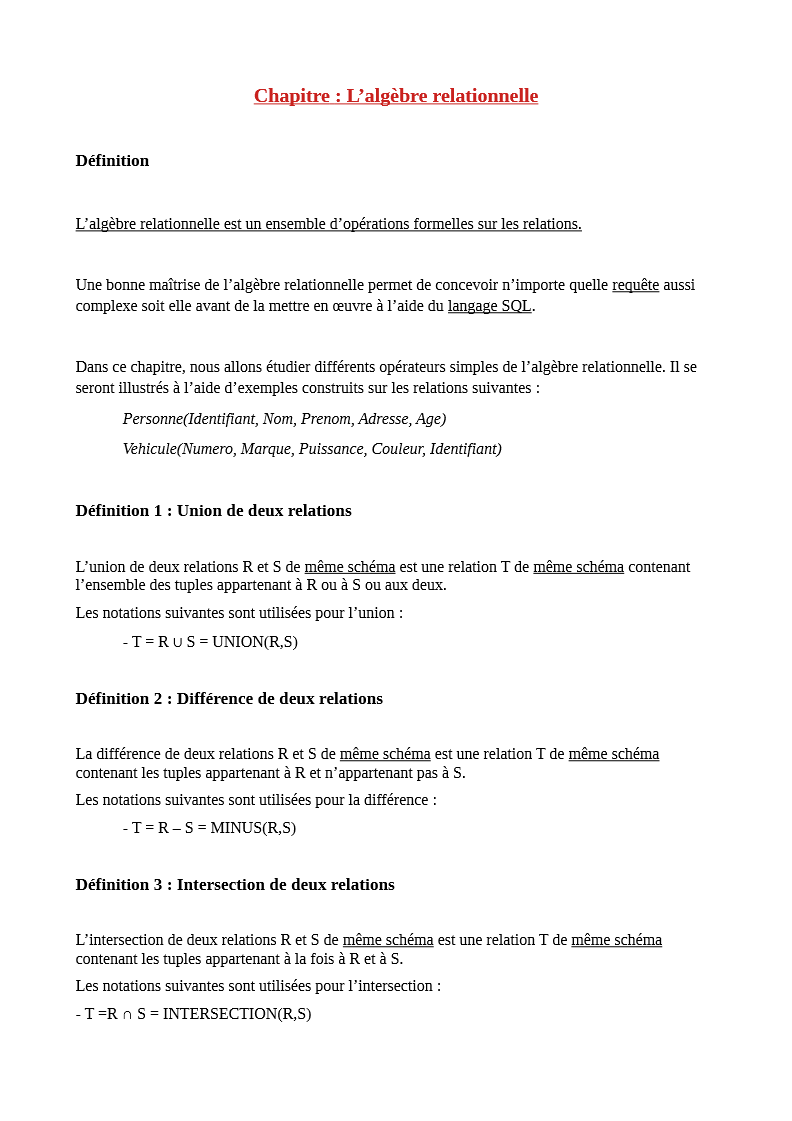 Chapitre : L’algèbre relationnelle
Définition
L’algèbre relationnelle est un ensemble d’opérations formelles sur les relations.
Une bonne maîtrise de l’algèbre relationnelle permet de concevoir n’importe quelle requête aussi
complexe soit elle avant de la mettre en œuvre à l’aide du langage SQL.
Dans ce chapitre, nous allons étudier différents opérateurs simples de l’algèbre relationnelle. Il se
seront illustrés à l’aide d’exemples construits sur les relations suivantes :
Personne(Identifiant, Nom, Prenom, Adresse, Age)
Vehicule(Numero, Marque, Puissance, Couleur, Identifiant)
Définition 1 : Union de deux relations
L’union de deux relations R et S de même schéma est une relation T de même schéma contenant
l’ensemble des tuples appartenant à R ou à S ou aux deux.
Les notations suivantes sont utilisées pour l’union :
- T = R ∪ S = UNION(R,S)
Définition 2 : Différence de deux relations
La différence de deux relations R et S de même schéma est une relation T de même schéma
contenant les tuples appartenant à R et n’appartenant pas à S.
Les notations suivantes sont utilisées pour la différence :
- T = R – S = MINUS(R,S)
Définition 3 : Intersection de deux relations
L’intersection de deux relations R et S de même schéma est une relation T de même schéma
contenant les tuples appartenant à la fois à R et à S.
Les notations suivantes sont utilisées pour l’intersection :
- T =R ∩ S = INTERSECTION(R,S)